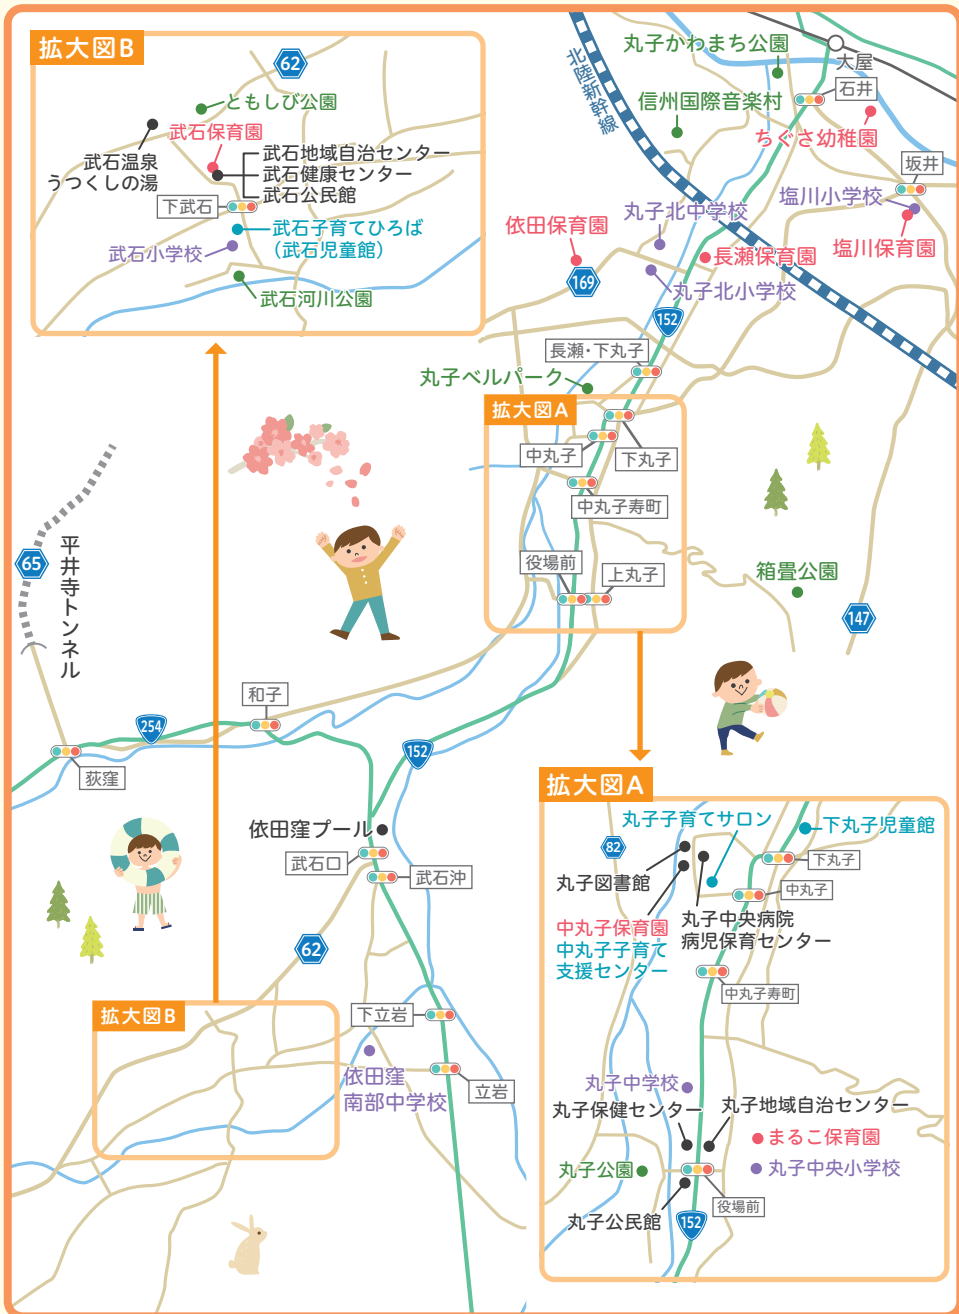 拡大図B
62
ともしび公園
武石保育園
武石温泉
うつくしの湯
武石地域自治センター
武石健康センター
武石公民館
下武石
武石子育てひろば
(武石児童館)
武石小学校
武石河川公園
北陸新幹線
丸子かわまち公園
大屋
石井
信州国際音楽村
ちぐさ幼稚園
坂井
塩川小学校
塩川保育園
丸子北中学校
依田保育園
長瀬保育園
169
丸子北小学校
152
長瀬・下丸子
丸子ベルパーク
拡大図A
中丸子
下丸子
中丸子寿町
役場前
上丸子
箱畳公園
147
65
平井寺トンネル
和子
254
荻窪
152
依田窪プール
武石口
武石沖
62
拡大図B
下立岩
依田窪
南部中学校
立岩
拡大図A
丸子子育てサロン
下丸子児童館
82
下丸子
丸子図書館
中丸子
中丸子保育園
中丸子子育て
支援センター
丸子中央病院
病児保育センター
中丸子寿町
丸子中学校
丸子保健センター
丸子地域自治センター
まるこ保育園
丸子公園
丸子中央小学校
役場前
丸子公民館
152